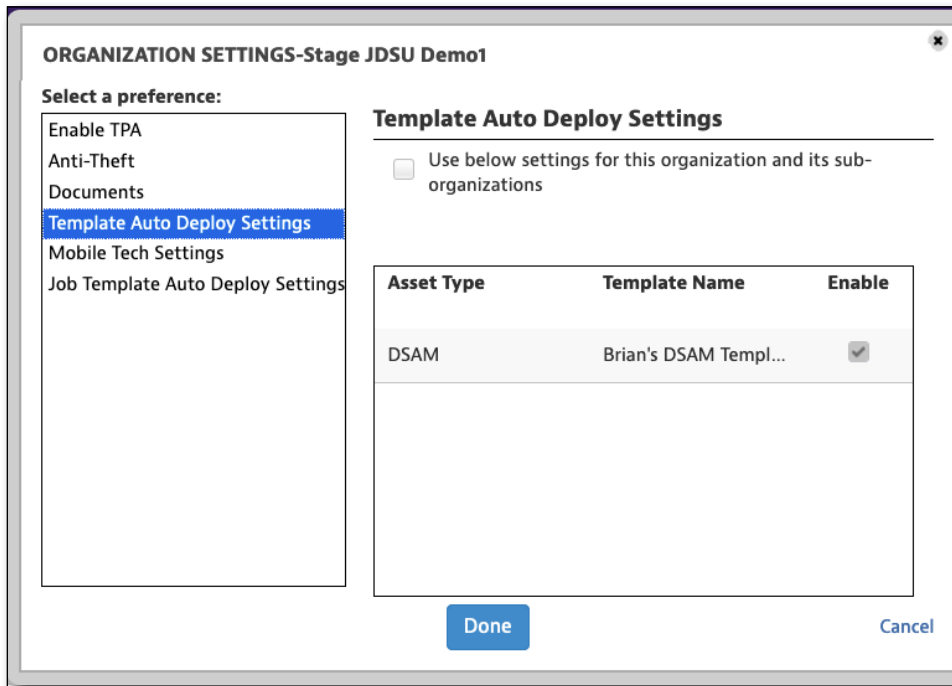 ORGANIZATION SETTINGS-Stage JDSU Demo1
Select a preference:
Enable TPA
Anti-Theft
Documents
Template Auto Deploy Settings
Mobile Tech Settings
Job Template Auto Deploy Settings
Template Auto Deploy Settings
Use below settings for this organization and its sub-
organizations
Asset Type Template Name Enable
DSAM Brian's DSAM Templ...
Done
Cancel